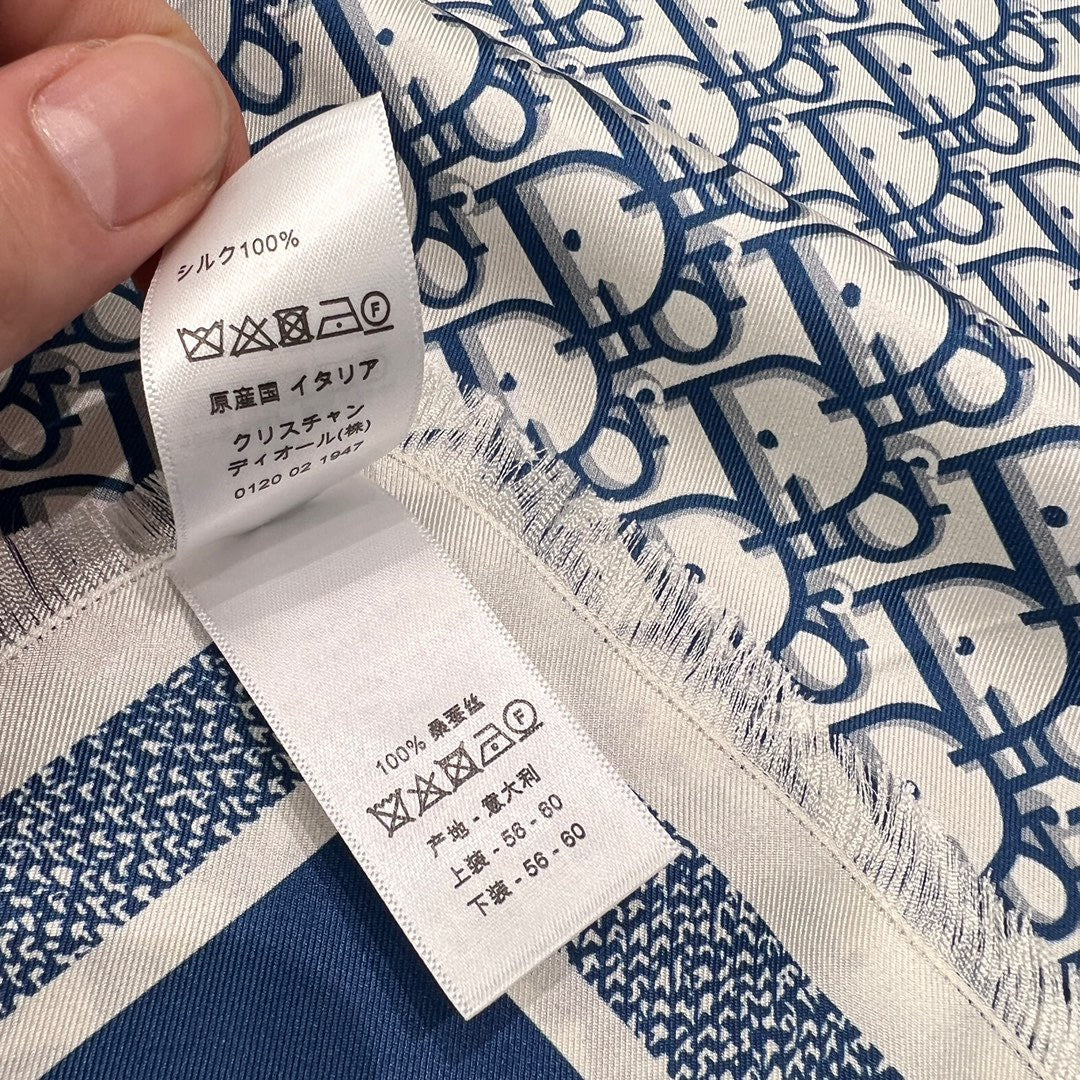 シルク100%
F
原産国 イタリア
クリスチャン
ディオール(株)
0120 02 1947
100% 桑蚕丝
F
产地 - 意大利
上装 - 58 - 60
下装 - 56 - 60